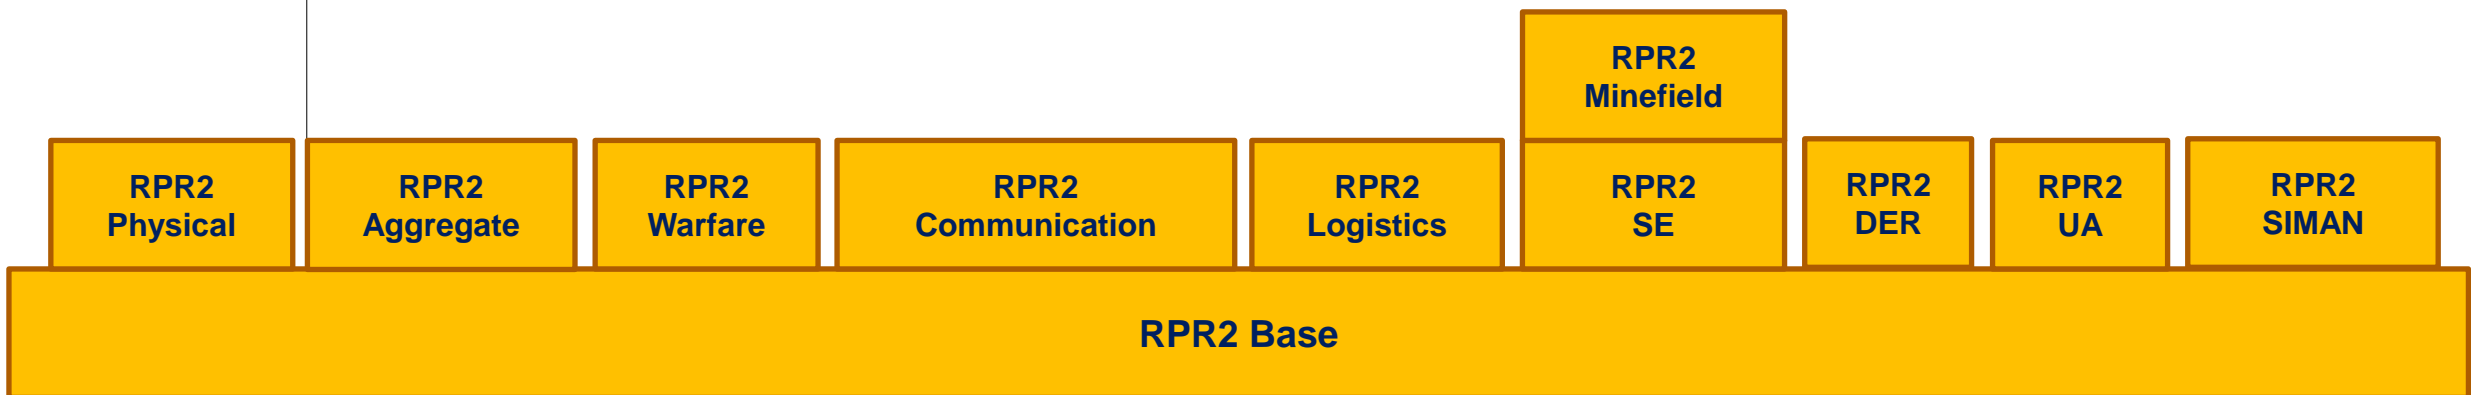 RPR2
Minefield
RPR2
Physical
RPR2
Aggregate
RPR2
Warfare
RPR2
Communication
RPR2
Logistics
RPR2
SE
RPR2
DER
RPR2
UA
RPR2
SIMAN
RPR2 Base